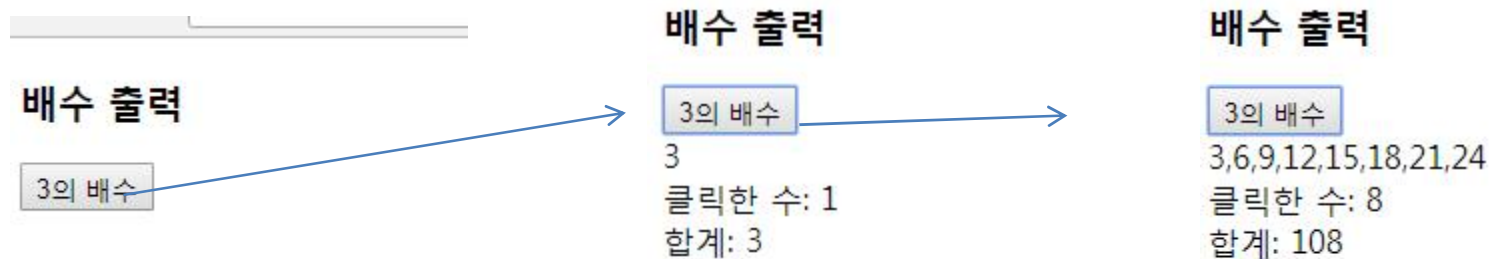 배수 출력
3의 배수
배수 출력
3의 배수
3
클릭한 수: 1
합계: 3
배수 출력
3의 배수
3,6,9,12,15,18,21,24
클릭한 수: 8
합계: 108